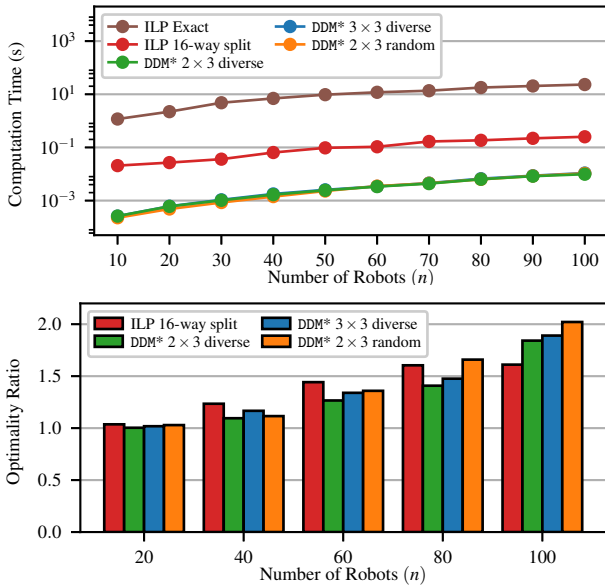 Computation Time (s)
10³
10¹
10⁻¹
10⁻³
ILP Exact
ILP 16-way split
DDM* 2 × 3 diverse
DDM* 3 × 3 diverse
DDM* 2 × 3 random
10 20 30 40 50 60 70 80 90 100
Number of Robots (n)
Optimality Ratio
2.0
1.5
1.0
0.5
0.0
ILP 16-way split
DDM* 2 × 3 diverse
DDM* 3 × 3 diverse
DDM* 2 × 3 random
20 40 60 80 100
Number of Robots (n)